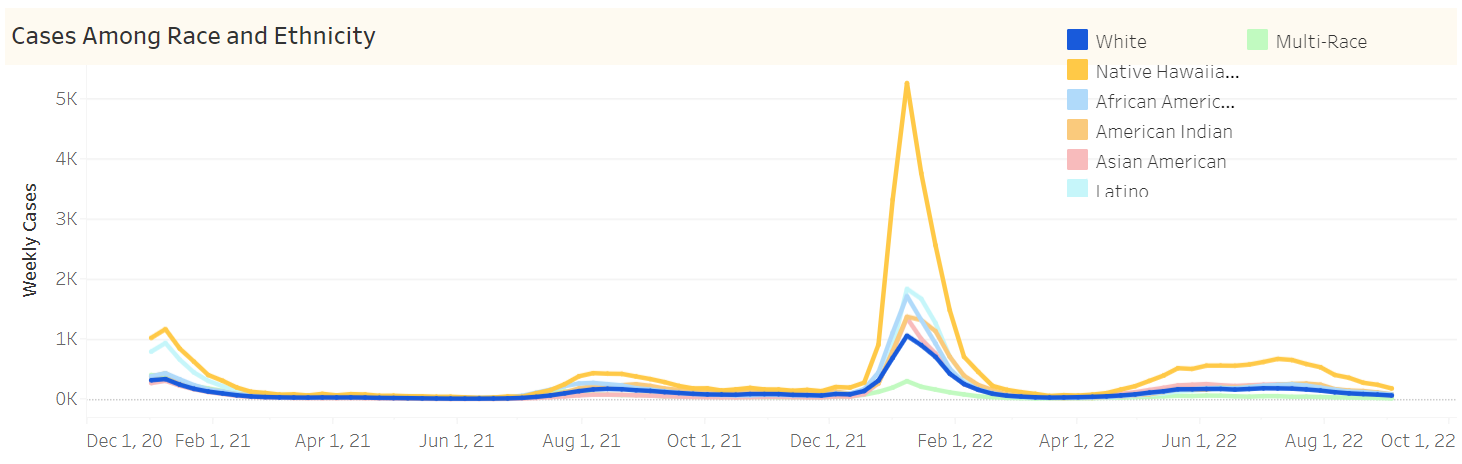 Cases Among Race and Ethnicity
White
Multi-Race
Native Hawaiia...
African Americ...
American Indian
Asian American
Latino
Weekly Cases
5K
4K
3K
2K
1K
0K
Dec 1, 20 Feb 1, 21 Apr 1, 21 Jun 1, 21 Aug 1, 21 Oct 1, 21 Dec 1, 21 Feb 1, 22 Apr 1, 22 Jun 1, 22 Aug 1, 22 Oct 1, 22